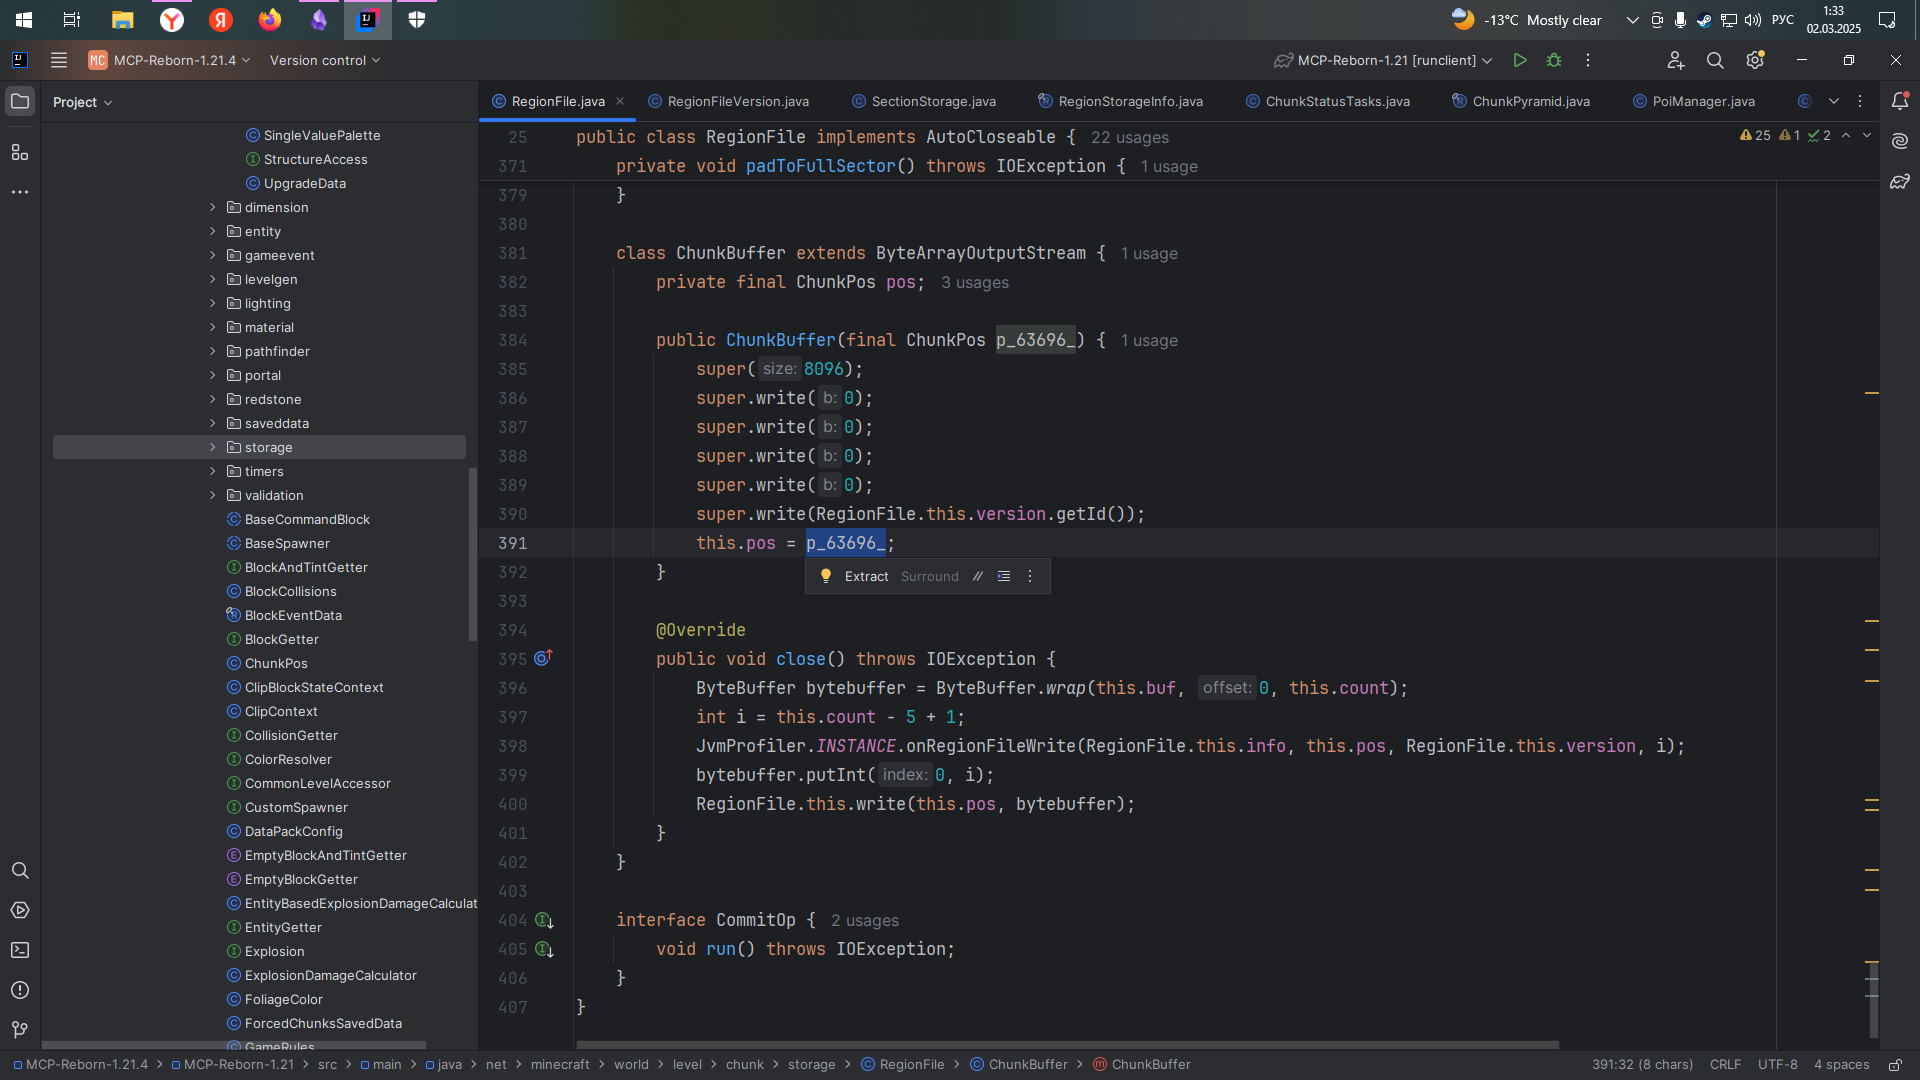 -13°C Mostly clear
РУС
1:33
02.03.2025
MC MCP-Reborn-1.21.4
Version control
MCP-Reborn-1.21 [runclient]
Project
RegionFile.java
RegionFileVersion.java
SectionStorage.java
RegionStorageInfo.java
ChunkStatusTasks.java
ChunkPyramid.java
PoiManager.java
SingleValuePalette
StructureAccess
UpgradeData
dimension
entity
gameevent
levelgen
lighting
material
pathfinder
portal
redstone
saveddata
storage
timers
validation
BaseCommandBlock
BaseSpawner
BlockAndTintGetter
BlockCollisions
BlockEventData
BlockGetter
ChunkPos
ClipBlockStateContext
ClipContext
CollisionGetter
ColorResolver
CommonLevelAccessor
CustomSpawner
DataPackConfig
EmptyBlockAndTintGetter
EmptyBlockGetter
EntityBasedExplosionDamageCalculat
EntityGetter
Explosion
ExplosionDamageCalculator
FoliageColor
ForcedChunksSavedData
GameRules
25 public class RegionFile implements AutoCloseable { 22 usages
25 1 2
371 private void padToFullSector() throws IOException { 1 usage
379 }
380
381 class ChunkBuffer extends ByteArrayOutputStream { 1 usage
382 private final ChunkPos pos; 3 usages
383
384 public ChunkBuffer(final ChunkPos p_63696_) { 1 usage
385 super( size: 8096);
386 super.write( b: 0);
387 super.write( b: 0);
388 super.write( b: 0);
389 super.write( b: 0);
390 super.write(RegionFile.this.version.getId());
391 this.pos = p_63696_;
392 }
Extract Surround //
393
394 @Override
395 public void close() throws IOException {
396 ByteBuffer bytebuffer = ByteBuffer.wrap(this.buf, offset: 0, this.count);
397 int i = this.count - 5 + 1;
398 JvmProfiler.INSTANCE.onRegionFileWrite(RegionFile.this.info, this.pos, RegionFile.this.version, i);
399 bytebuffer.putInt( index: 0, i);
400 RegionFile.this.write(this.pos, bytebuffer);
401 }
402 }
403
404 interface CommitOp { 2 usages
405 void run() throws IOException;
406 }
407 }
MCP-Reborn-1.21.4 > MCP-Reborn-1.21 > src > main > java > net > minecraft > world > level > chunk > storage > RegionFile > ChunkBuffer > ChunkBuffer
391:32 (8 chars) CRLF UTF-8 4 spaces